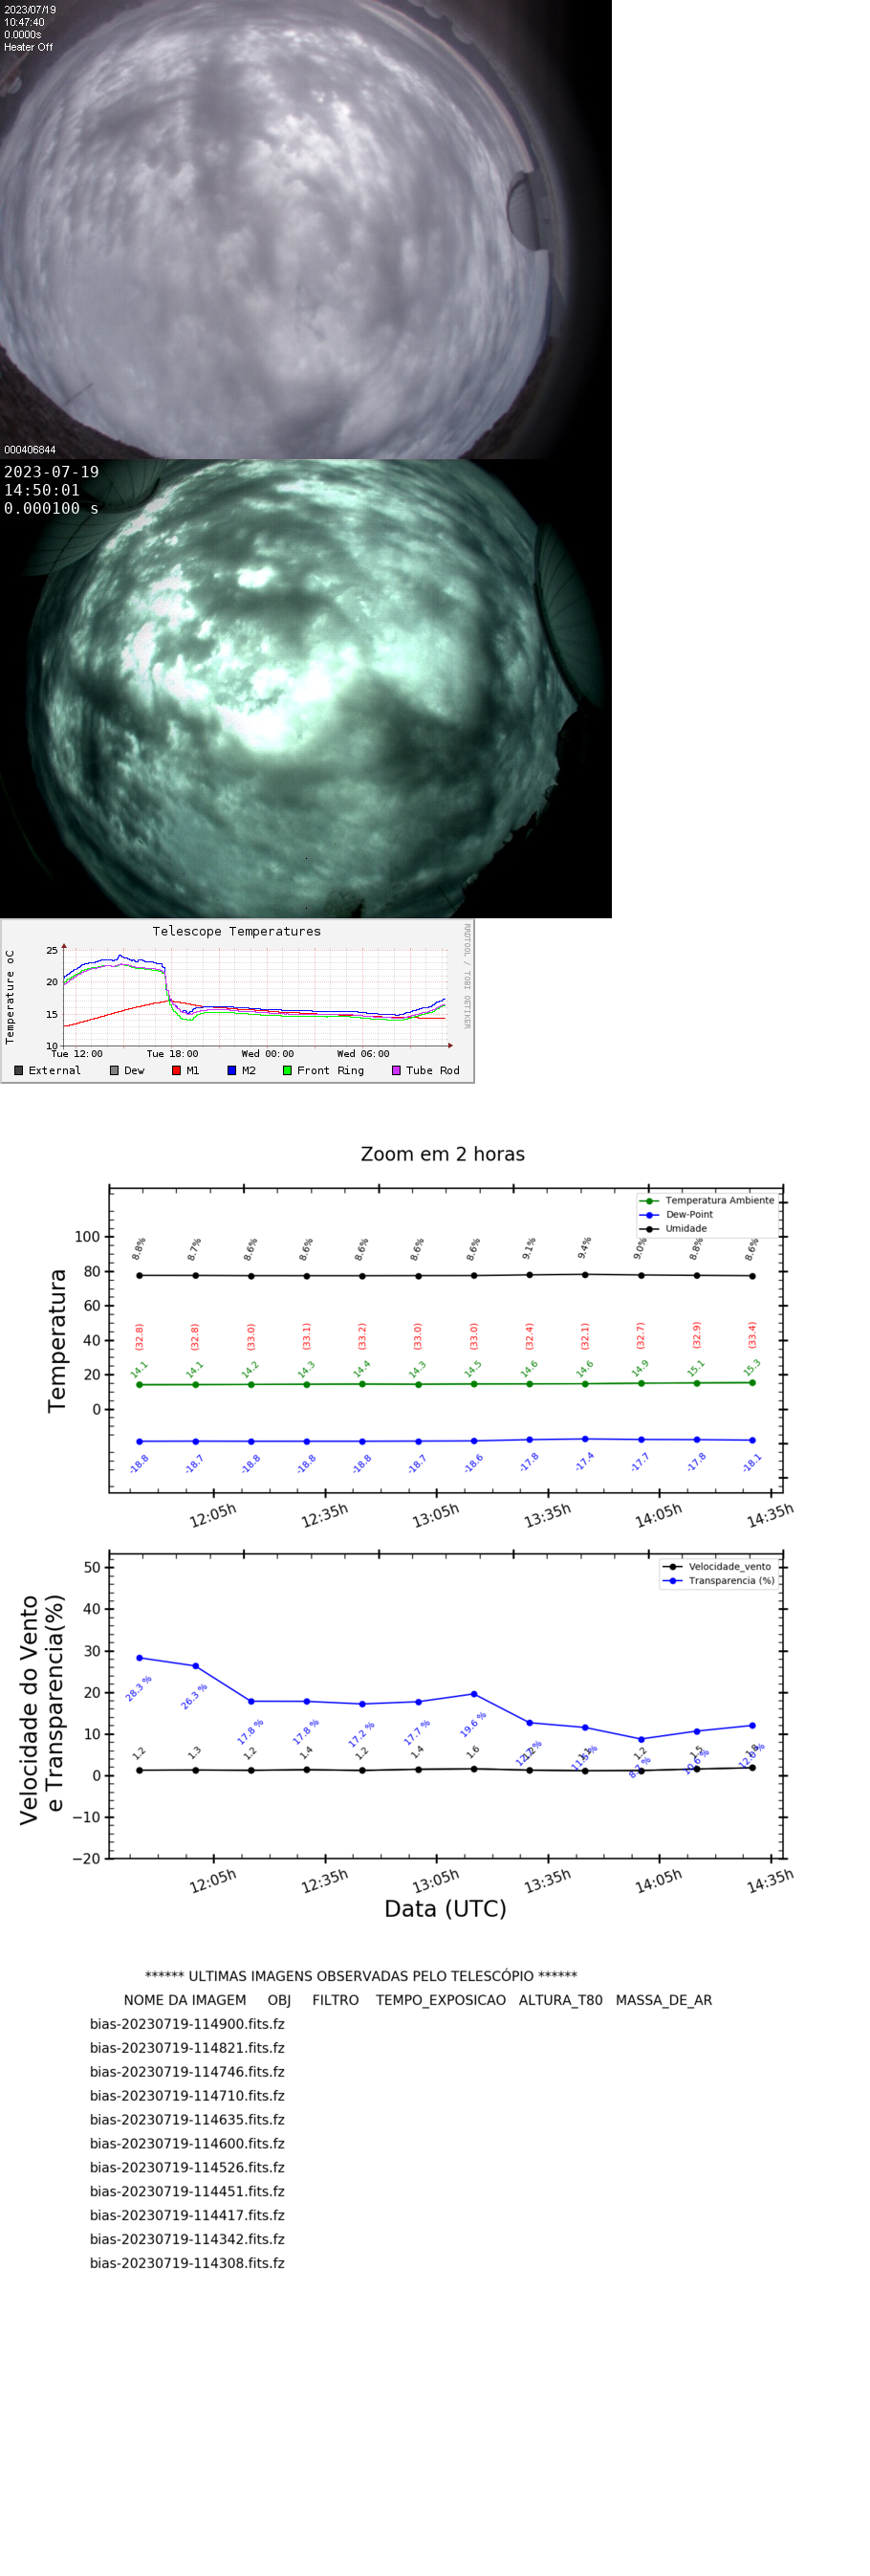 2023/07/19
10:47:40
0.0000s
Heater Off
000406844
2023-07-19
14:50:01
0.000100 s
Telescope Temperatures
RRDTOOL / TOBI OETIKER
Temperature oC
25
20
15
10
Tue 12:00 Tue 18:00 Wed 00:00 Wed 06:00
External Dew M1 M2 Front Ring Tube Rod
Zoom em 2 horas
Temperatura Ambiente
Dew-Point
Umidade
Temperatura
100
80
60
40
20
0
8.8% 8.7% 8.6% 8.6% 8.6% 8.6% 8.6% 9.1% 9.4% 9.0% 8.8% 8.6%
(32.8) (32.8) (33.0) (33.1) (33.2) (33.0) (33.0) (32.4) (32.1) (32.7) (32.9) (33.4)
14.1 14.1 14.2 14.3 14.4 14.3 14.5 14.6 14.6 14.9 15.1 15.3
-18.8 -18.7 -18.8 -18.8 -18.8 -18.7 -18.6 -17.8 -17.4 -17.7 -17.8 -18.1
12:05h 12:35h 13:05h 13:35h 14:05h 14:35h
Velocidade_vento
Transparencia (%)
Velocidade do Vento
e Transparencia(%)
50
40
30
20
10
0
−10
−20
28.3 % 26.3 % 17.8 % 17.8 % 17.2 % 17.7 % 19.6 %
1.2 1.3 1.2 1.4 1.2 1.4 1.6 1.2 1.5
12:05h 12:35h 13:05h 13:35h 14:05h 14:35h
Data (UTC)
****** ULTIMAS IMAGENS OBSERVADAS PELO TELESCÓPIO ******
NOME DA IMAGEM OBJ FILTRO TEMPO_EXPOSICAO ALTURA_T80 MASSA_DE_AR
bias-20230719-114900.fits.fz
bias-20230719-114821.fits.fz
bias-20230719-114746.fits.fz
bias-20230719-114710.fits.fz
bias-20230719-114635.fits.fz
bias-20230719-114600.fits.fz
bias-20230719-114526.fits.fz
bias-20230719-114451.fits.fz
bias-20230719-114417.fits.fz
bias-20230719-114342.fits.fz
bias-20230719-114308.fits.fz